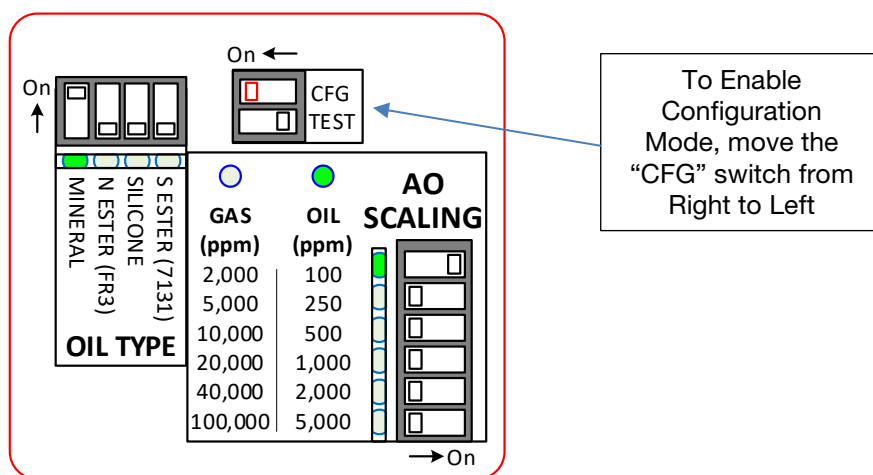 On
On
CFG
TEST
To Enable
Configuration
Mode, move the
“CFG” switch from
Right to Left
MINERAL
N ESTER (FR3)
SILICONE
S ESTER (7131)
OIL TYPE
AO
SCALING
GAS OIL
(ppm) (ppm)
2,000 100
5,000 250
10,000 500
20,000 1,000
40,000 2,000
100,000 5,000
On